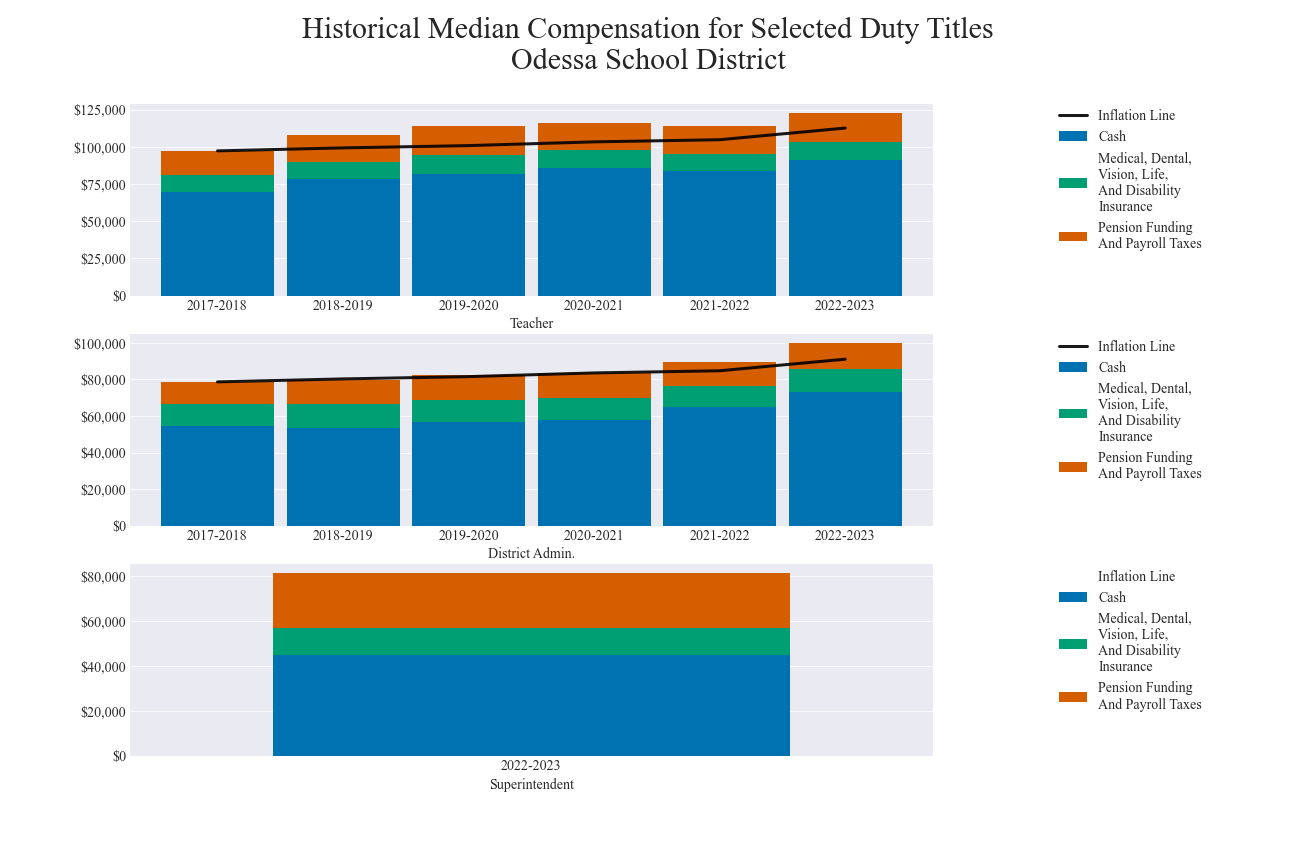 Historical Median Compensation for Selected Duty Titles
Odessa School District
$125,000
$100,000
$75,000
$50,000
$25,000
$0
2017-2018
2018-2019
2019-2020
2020-2021
2021-2022
2022-2023
Teacher
Inflation Line
Cash
Medical, Dental,
Vision, Life,
And Disability
Insurance
Pension Funding
And Payroll Taxes
$100,000
$80,000
$60,000
$40,000
$20,000
$0
2017-2018
2018-2019
2019-2020
2020-2021
2021-2022
2022-2023
District Admin.
Inflation Line
Cash
Medical, Dental,
Vision, Life,
And Disability
Insurance
Pension Funding
And Payroll Taxes
$80,000
$60,000
$40,000
$20,000
$0
2022-2023
Superintendent
Inflation Line
Cash
Medical, Dental,
Vision, Life,
And Disability
Insurance
Pension Funding
And Payroll Taxes